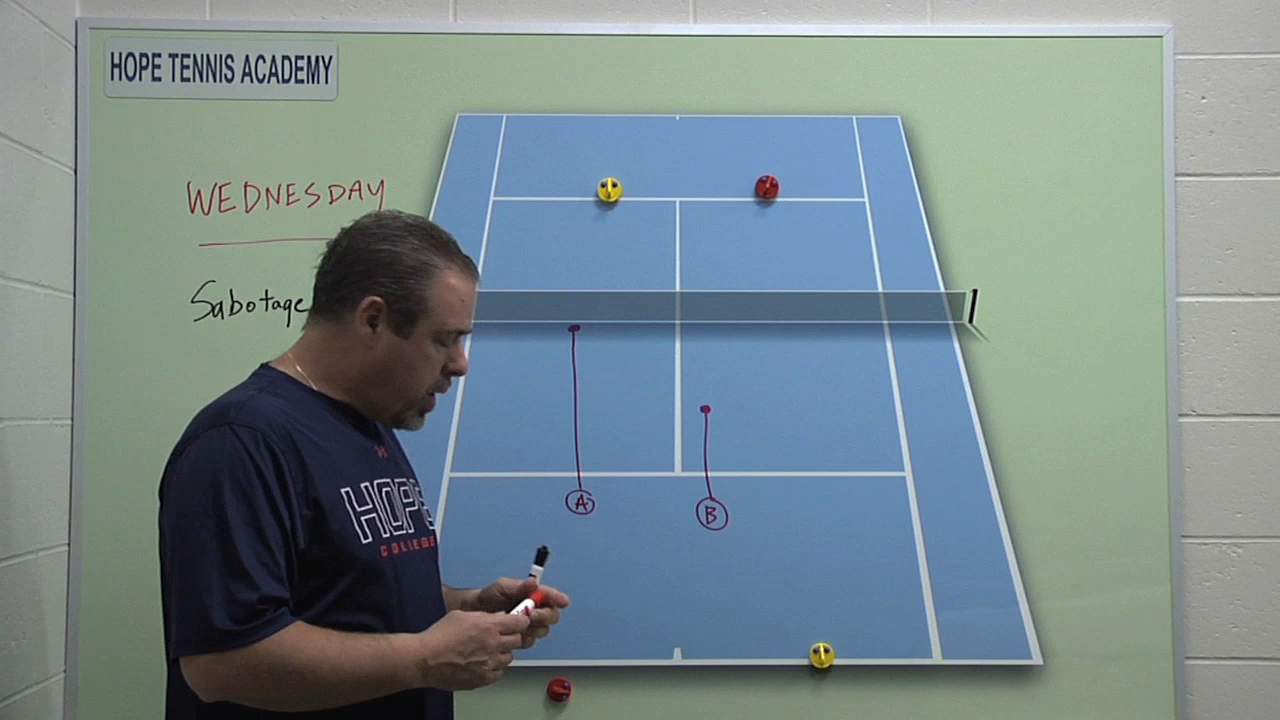 HOPE TENNIS ACADEMY
WEDNESDAY
Sabotage
A
B
HOPE
COLLEGE